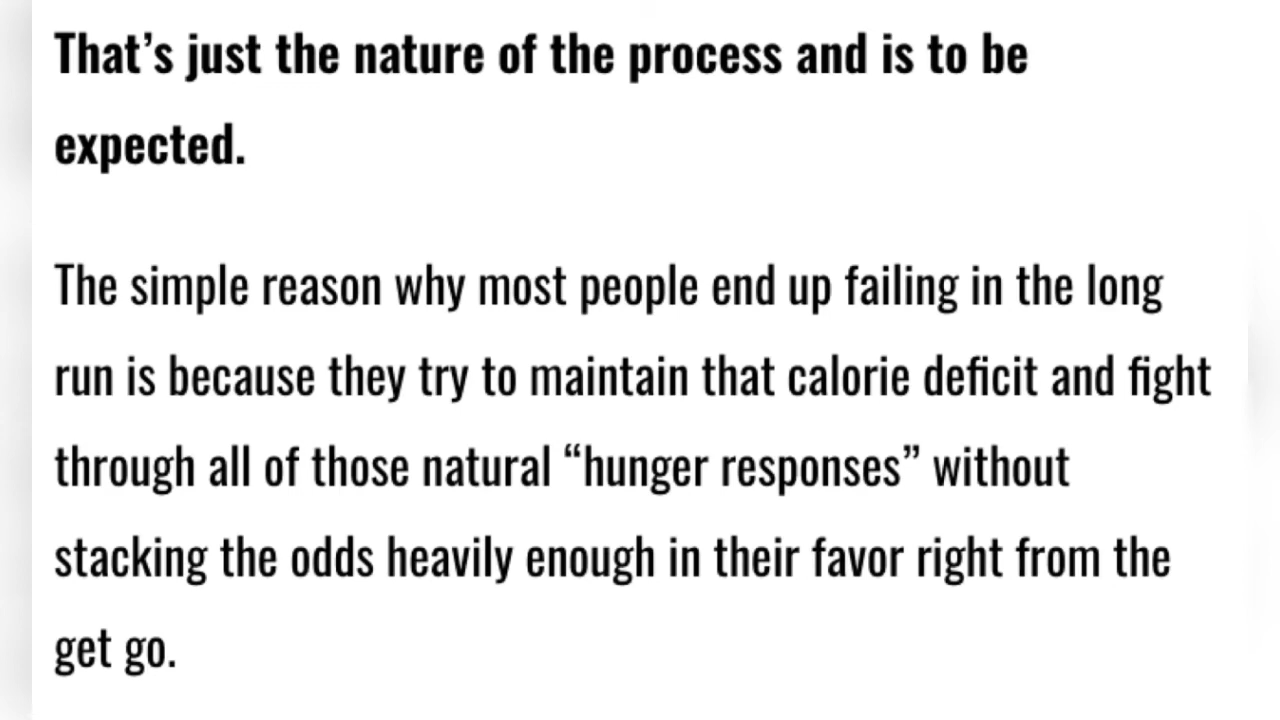 That’s just the nature of the process and is to be
expected.
The simple reason why most people end up failing in the long
run is because they try to maintain that calorie deficit and fight
through all of those natural “hunger responses” without
stacking the odds heavily enough in their favor right from the
get go.